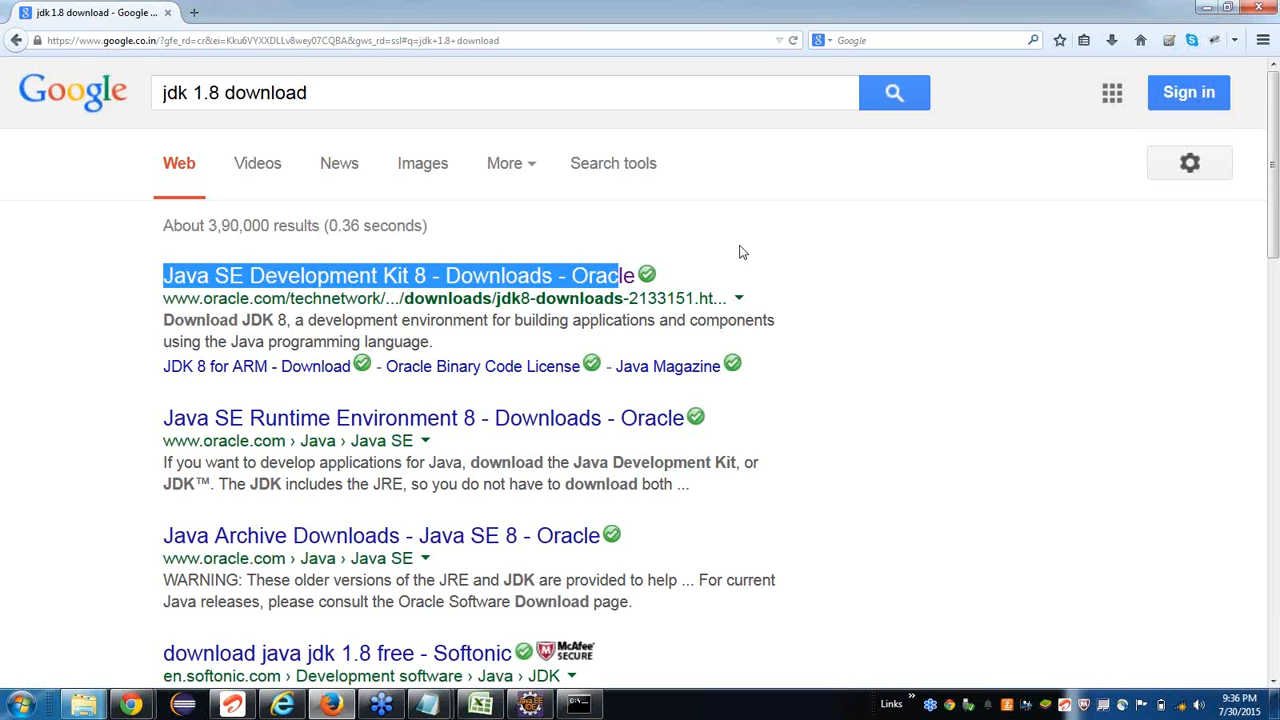 jdk 1.8 download - Google ...
https://www.google.co.in/?gfe_rd=cr&ei=Kku6VYXXDLLv8wey07CQBA&gws_rd=ssl#q=jdk+1.8+download
Google
Google
jdk 1.8 download
Sign in
Web Videos News Images More Search tools
About 3,90,000 results (0.36 seconds)
Java SE Development Kit 8 - Downloads - Oracle
www.oracle.com/technetwork/.../downloads/jdk8-downloads-2133151.ht...
Download JDK 8, a development environment for building applications and components
using the Java programming language.
JDK 8 for ARM - Download - Oracle Binary Code License - Java Magazine
Java SE Runtime Environment 8 - Downloads - Oracle
www.oracle.com › Java › Java SE
If you want to develop applications for Java, download the Java Development Kit, or
JDK™. The JDK includes the JRE, so you do not have to download both ...
Java Archive Downloads - Java SE 8 - Oracle
www.oracle.com › Java › Java SE
WARNING: These older versions of the JRE and JDK are provided to help ... For current
Java releases, please consult the Oracle Software Download page.
download java jdk 1.8 free - Softonic McAfee SECURE
en.softonic.com › Development software › Java › JDK
Links
9:36 PM
7/30/2015